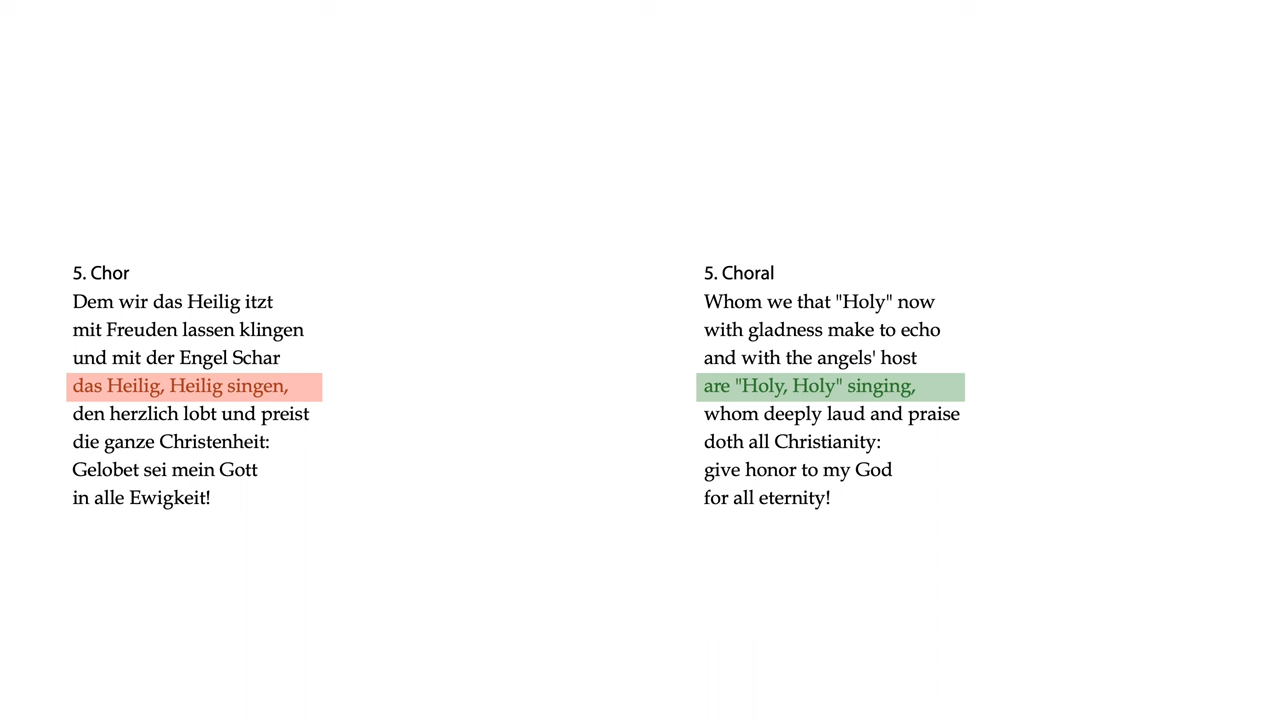 5. Chor
Dem wir das Heilig itzt
mit Freuden lassen klingen
und mit der Engel Schar
das Heilig, Heilig singen,
den herzlich lobt und preist
die ganze Christenheit:
Gelobet sei mein Gott
in alle Ewigkeit!
5. Choral
Whom we that "Holy" now
with gladness make to echo
and with the angels' host
are "Holy, Holy" singing,
whom deeply laud and praise
doth all Christianity:
give honor to my God
for all eternity!